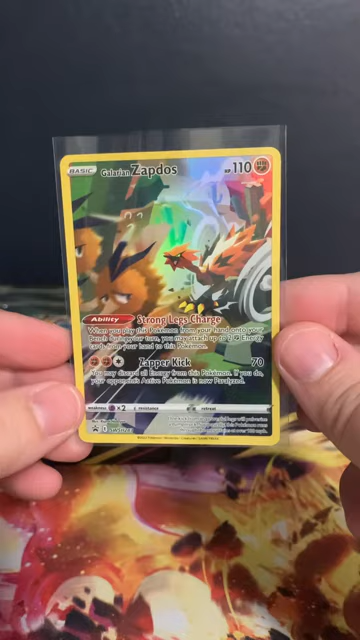 BASIC Galarian Zapdos HP 110
Ability Strong Legs Charge
When you play this Pokémon from your hand onto your
Bench during your turn, you may attach up to 2 Energy
cards from your hand to this Pokémon.
Zapper Kick 70
You may discard all Energy from this Pokémon. If you do,
your opponent's Active Pokémon is now Paralyzed.
weakness ×2 resistance retreat